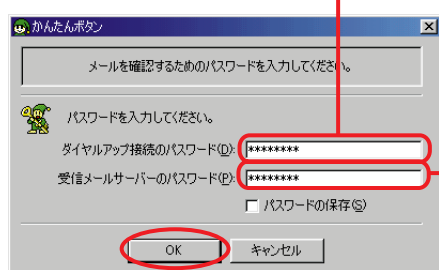 かんたんボタン
メールを確認するためのパスワードを入力してください。
パスワードを入力してください。
ダイヤルアップ接続のパスワード(D): ********
受信メールサーバーのパスワード(P): ********
パスワードの保存(S)
OK キャンセル